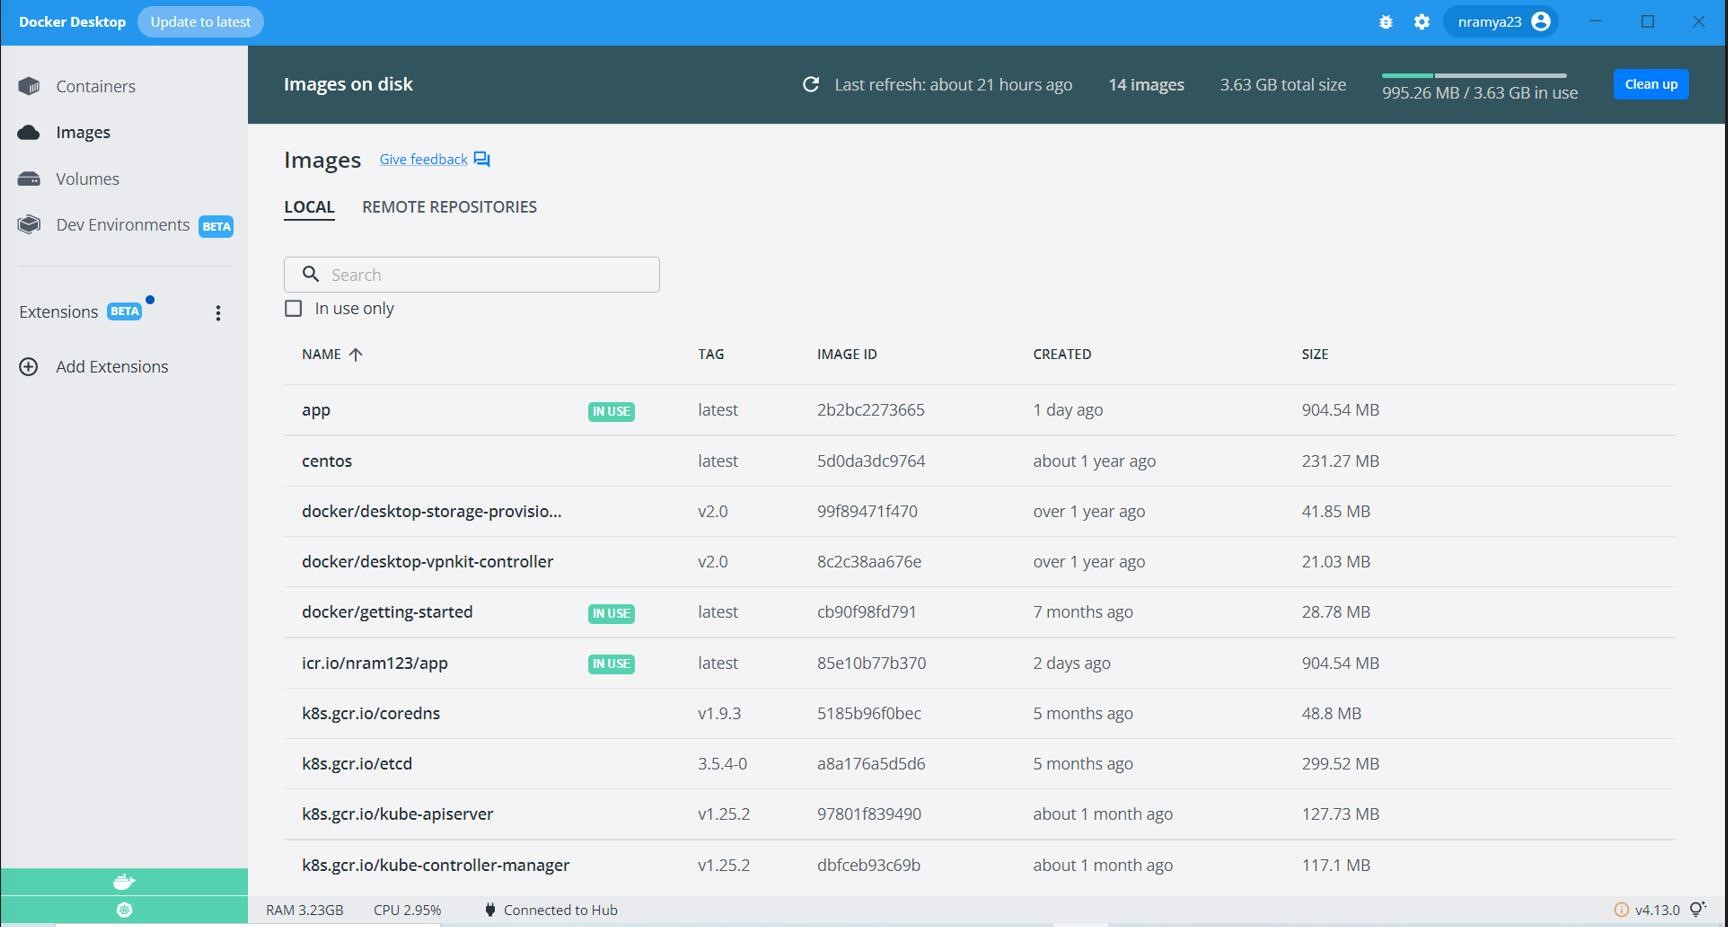 Docker Desktop Update to latest nramya23
Containers
Images
Volumes
Dev Environments BETA
Extensions BETA
Add Extensions
Images on disk Last refresh: about 21 hours ago 14 images 3.63 GB total size 995.26 MB / 3.63 GB in use Clean up
Images Give feedback
LOCAL REMOTE REPOSITORIES
Search
In use only
NAME TAG IMAGE ID CREATED SIZE
app IN USE latest 2b2bc2273665 1 day ago 904.54 MB
centos latest 5d0da3dc9764 about 1 year ago 231.27 MB
docker/desktop-storage-provisio... v2.0 99f89471f470 over 1 year ago 41.85 MB
docker/desktop-vpnkit-controller v2.0 8c2c38aa676e over 1 year ago 21.03 MB
docker/getting-started IN USE latest cb90f98fd791 7 months ago 28.78 MB
icr.io/nram123/app IN USE latest 85e10b77b370 2 days ago 904.54 MB
k8s.gcr.io/coredns v1.9.3 5185b96f0bec 5 months ago 48.8 MB
k8s.gcr.io/etcd 3.5.4-0 a8a176a5d5d6 5 months ago 299.52 MB
k8s.gcr.io/kube-apiserver v1.25.2 97801f839490 about 1 month ago 127.73 MB
k8s.gcr.io/kube-controller-manager v1.25.2 dbfceb93c69b about 1 month ago 117.1 MB
RAM 3.23GB CPU 2.95% Connected to Hub v4.13.0